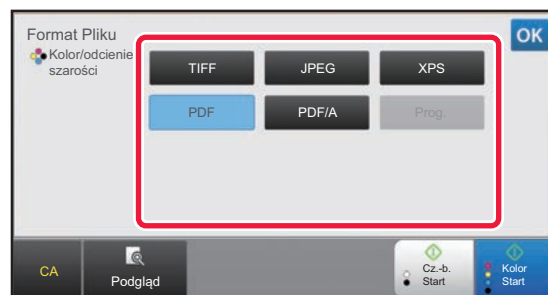 Format Pliku
OK
Kolor/odcienie
szarości
TIFF
JPEG
XPS
PDF
PDF/A
Prog.
CA
Podgląd
Cz.-b.
Start
Kolor
Start